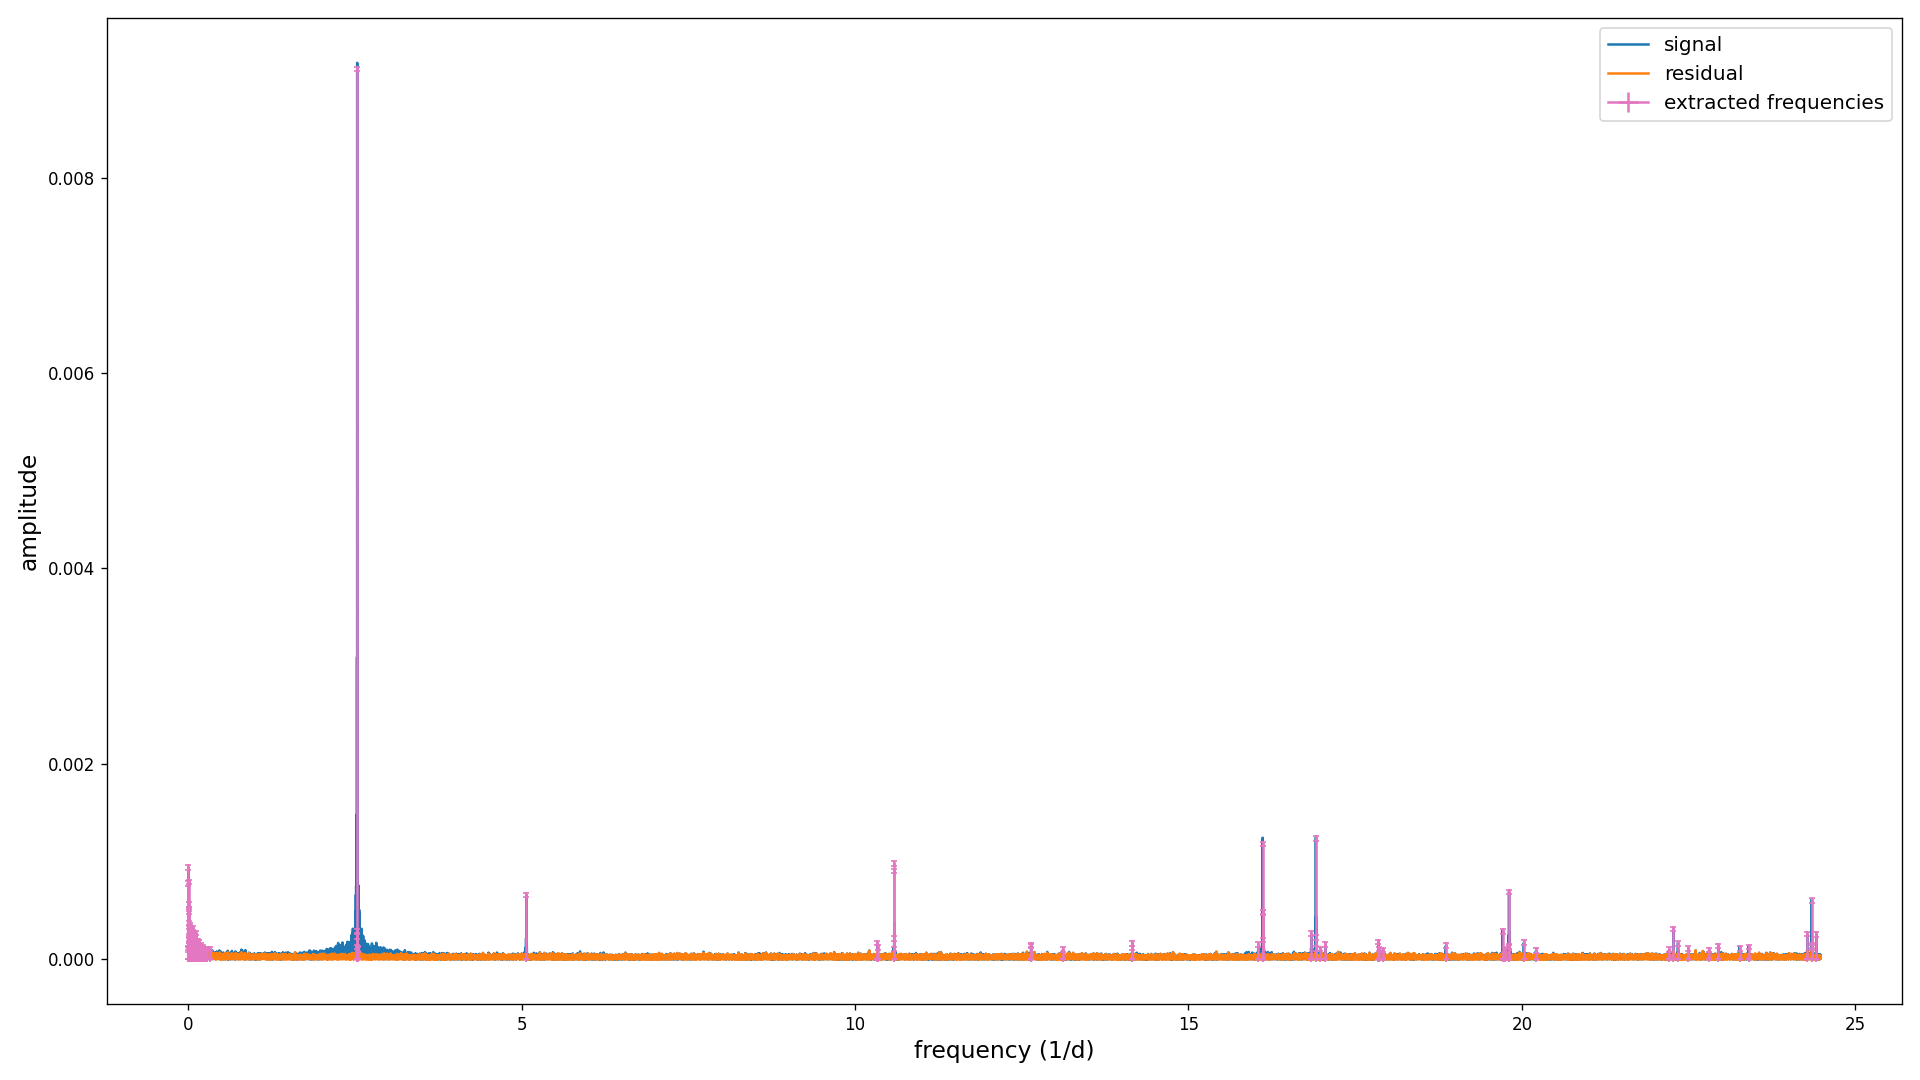 signal
residual
extracted frequencies
amplitude
0.008
0.006
0.004
0.002
0.000
0
5
10
15
20
25
frequency (1/d)